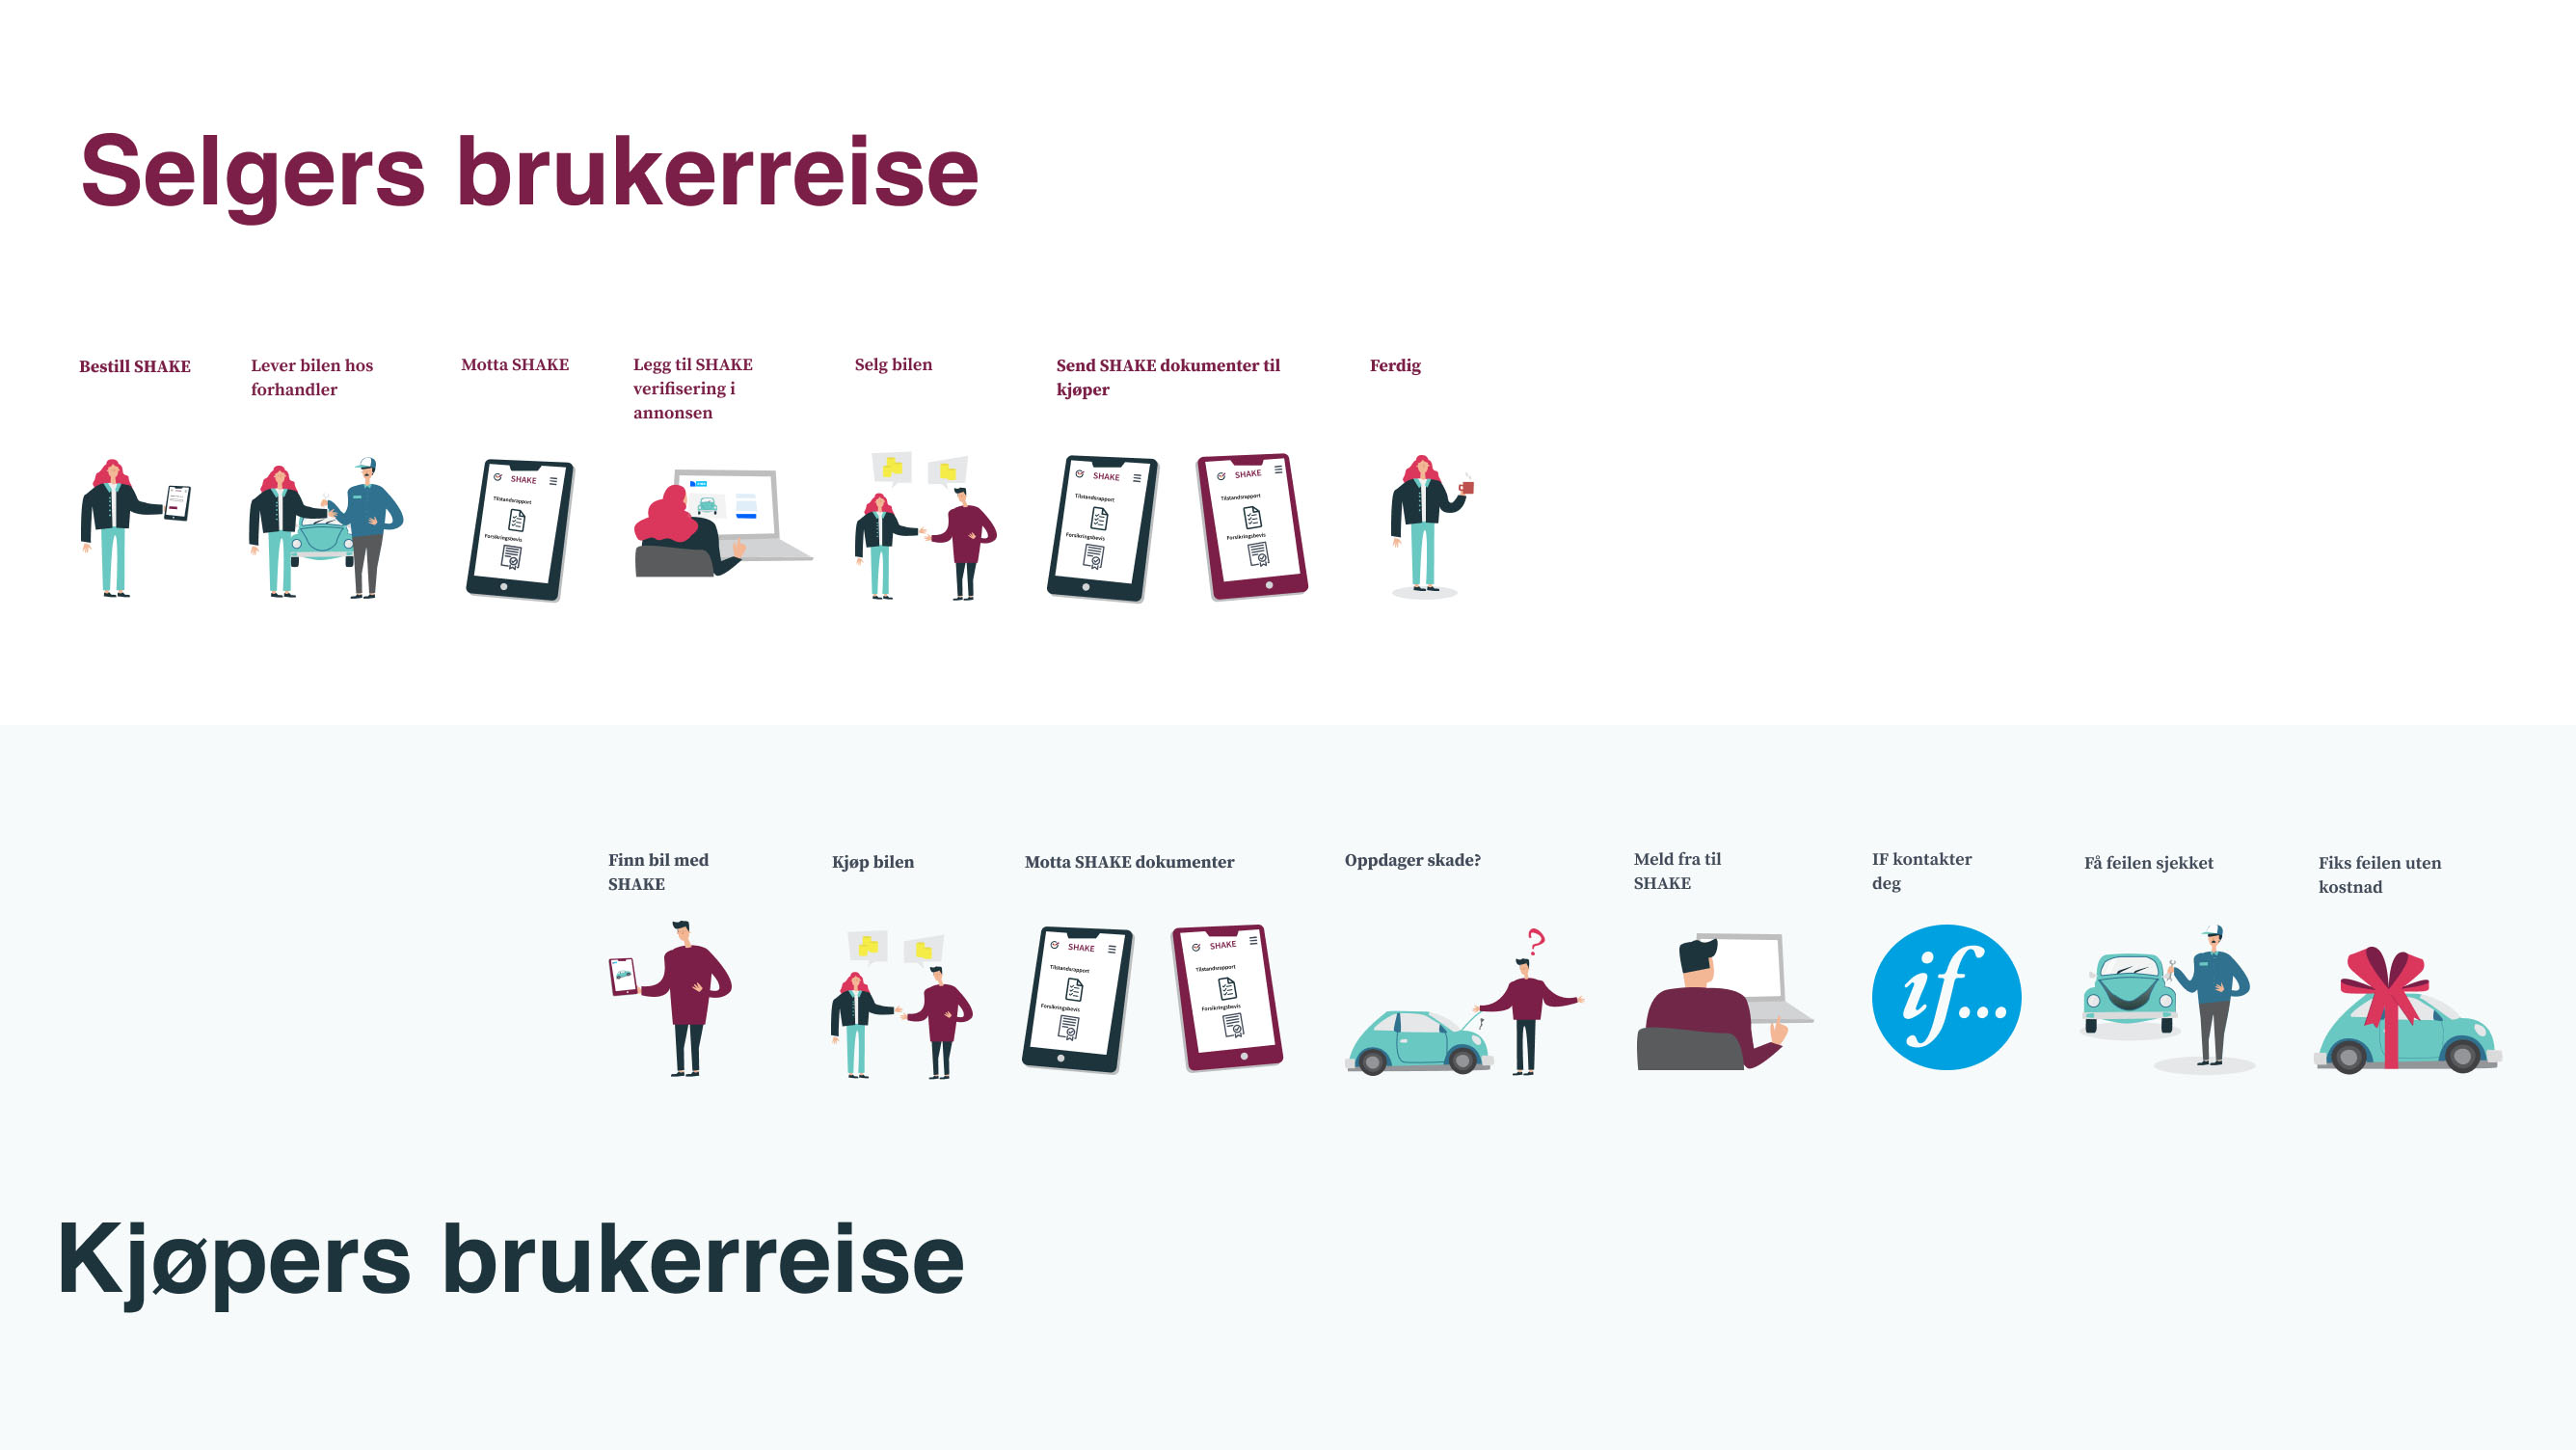 Selgers brukerreise
Bestill SHAKE
Lever bilen hos
forhandler
Motta SHAKE
Legg til SHAKE
verifisering i
annonsen
Selg bilen
Send SHAKE dokumenter til
kjøper
Ferdig
SHAKE
Tilstandsrapport
Forsikringsbevis
SHAKE
Tilstandsrapport
Forsikringsbevis
SHAKE
Tilstandsrapport
Forsikringsbevis
Finn bil med
SHAKE
Kjøp bilen
Motta SHAKE dokumenter
Oppdager skade?
Meld fra til
SHAKE
IF kontakter
deg
Få feilen sjekket
Fiks feilen uten
kostnad
SHAKE
Tilstandsrapport
Forsikringsbevis
SHAKE
Tilstandsrapport
Forsikringsbevis
?
if...
Kjøpers brukerreise